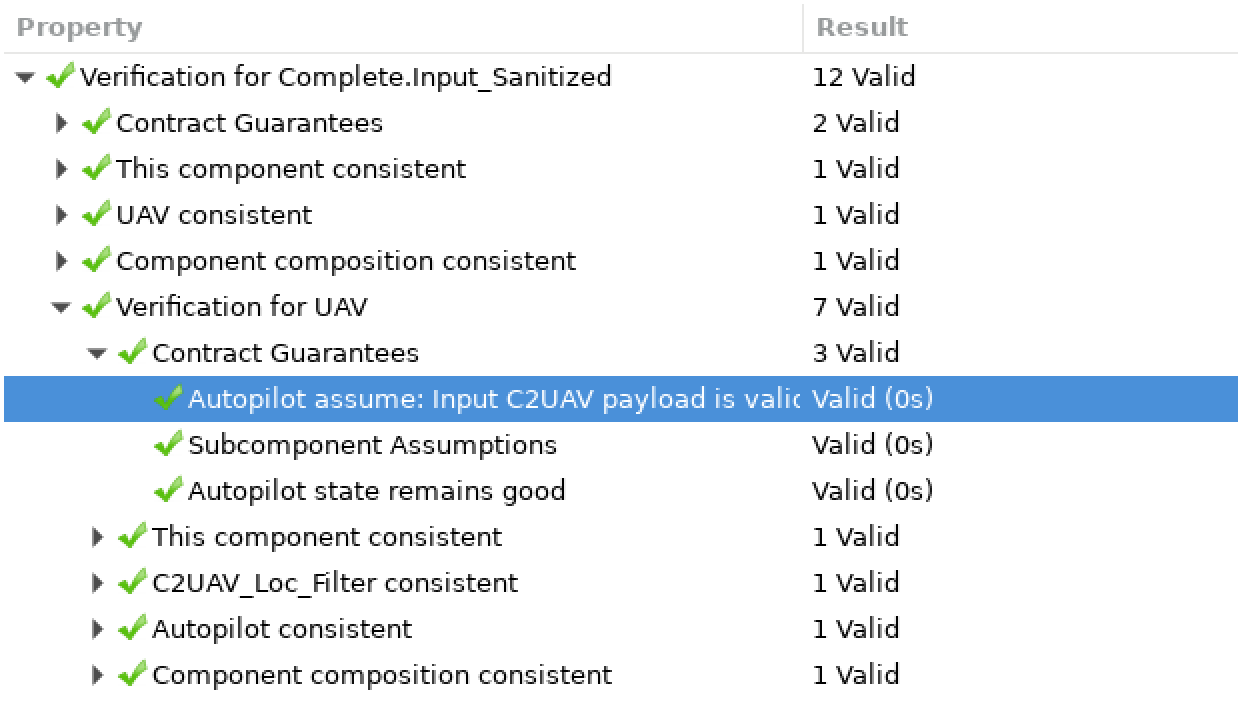 Property Result
Verification for Complete.Input_Sanitized 12 Valid
Contract Guarantees 2 Valid
This component consistent 1 Valid
UAV consistent 1 Valid
Component composition consistent 1 Valid
Verification for UAV 7 Valid
Contract Guarantees 3 Valid
Autopilot assume: Input C2UAV payload is valid Valid (0s)
Subcomponent Assumptions Valid (0s)
Autopilot state remains good Valid (0s)
This component consistent 1 Valid
C2UAV_Loc_Filter consistent 1 Valid
Autopilot consistent 1 Valid
Component composition consistent 1 Valid